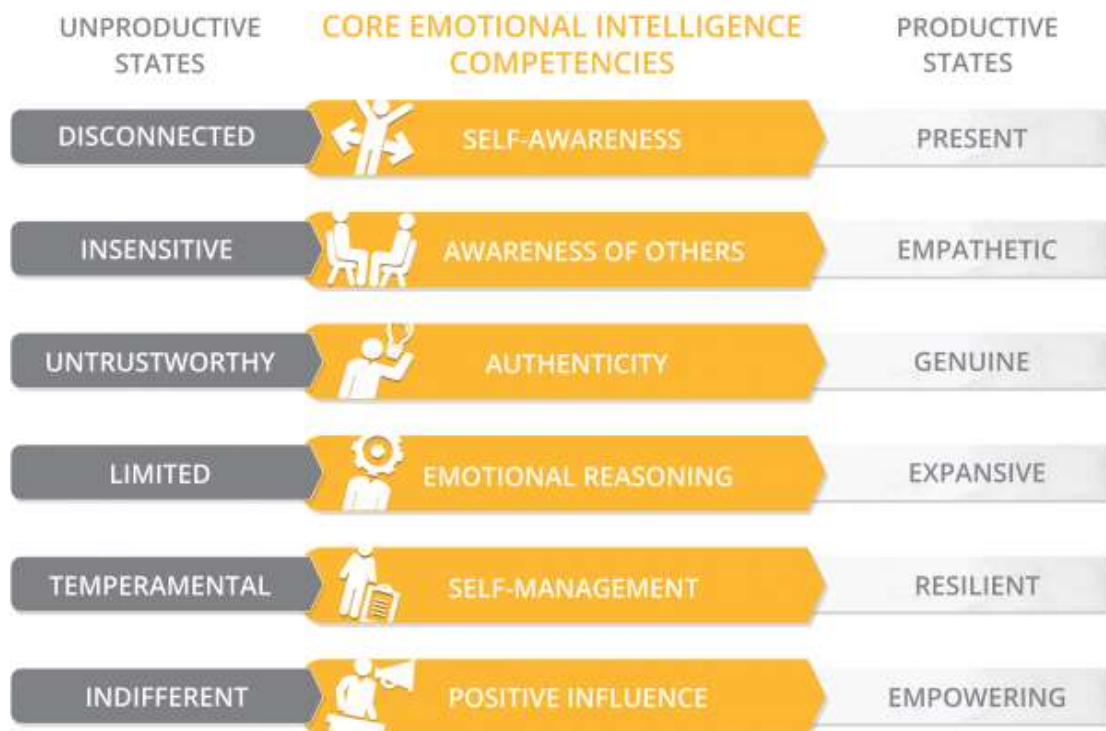 UNPRODUCTIVE
STATES
CORE EMOTIONAL INTELLIGENCE
COMPETENCIES
PRODUCTIVE
STATES
DISCONNECTED
SELF-AWARENESS
PRESENT
INSENSITIVE
AWARENESS OF OTHERS
EMPATHETIC
UNTRUSTWORTHY
AUTHENTICITY
GENUINE
LIMITED
EMOTIONAL REASONING
EXPANSIVE
TEMPERAMENTAL
SELF-MANAGEMENT
RESILIENT
INDIFFERENT
POSITIVE INFLUENCE
EMPOWERING